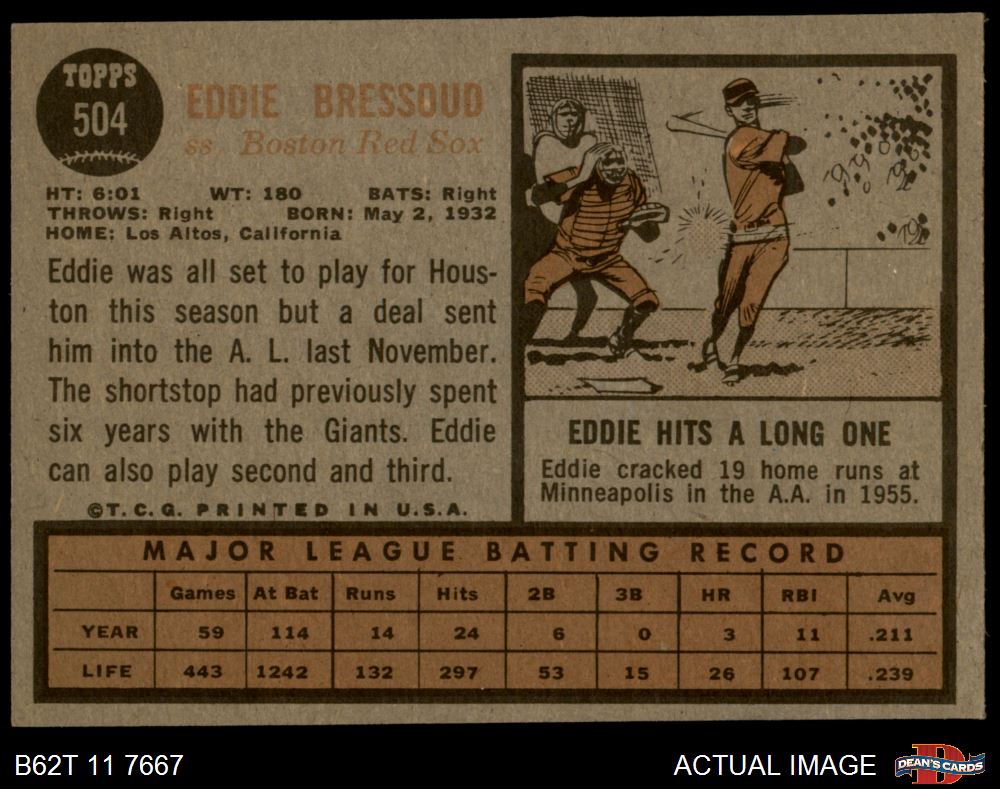 TOPPS
504
EDDIE BRESSOUD
ss. Boston Red Sox
HT: 6:01 WT: 180 BATS: Right
THROWS: Right BORN: May 2, 1932
HOME: Los Altos, California
Eddie was all set to play for Hous-
ton this season but a deal sent
him into the A. L. last November.
The shortstop had previously spent
six years with the Giants. Eddie
can also play second and third.
©T. C. G. PRINTED IN U.S.A.
EDDIE HITS A LONG ONE
Eddie cracked 19 home runs at
Minneapolis in the A.A. in 1955.
MAJOR LEAGUE BATTING RECORD
Games At Bat Runs Hits 2B 3B HR RBI Avg
YEAR 59 114 14 24 6 0 3 11 .211
LIFE 443 1242 132 297 53 15 26 107 .239
B62T 11 7667 ACTUAL IMAGE DEAN'S CARDS